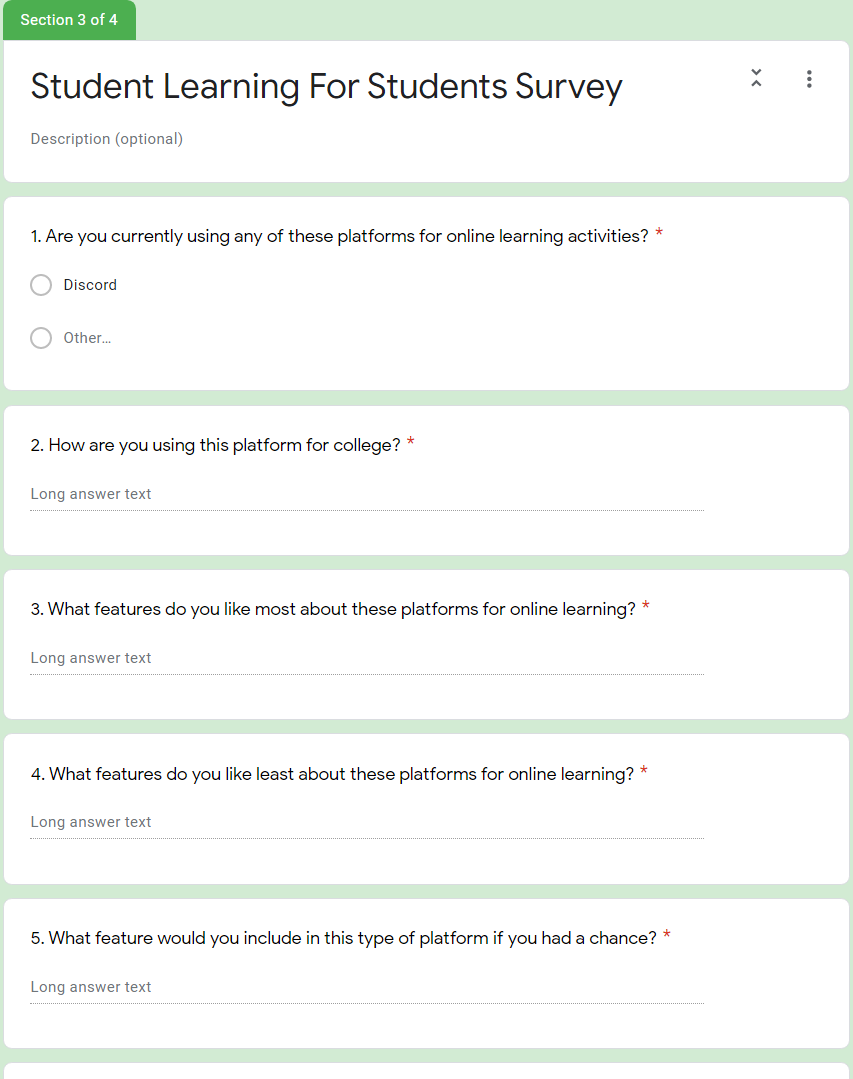 Section 3 of 4
Student Learning For Students Survey
Description (optional)
1. Are you currently using any of these platforms for online learning activities? *
Discord
Other...
2. How are you using this platform for college? *
Long answer text
3. What features do you like most about these platforms for online learning? *
Long answer text
4. What features do you like least about these platforms for online learning? *
Long answer text
5. What feature would you include in this type of platform if you had a chance? *
Long answer text